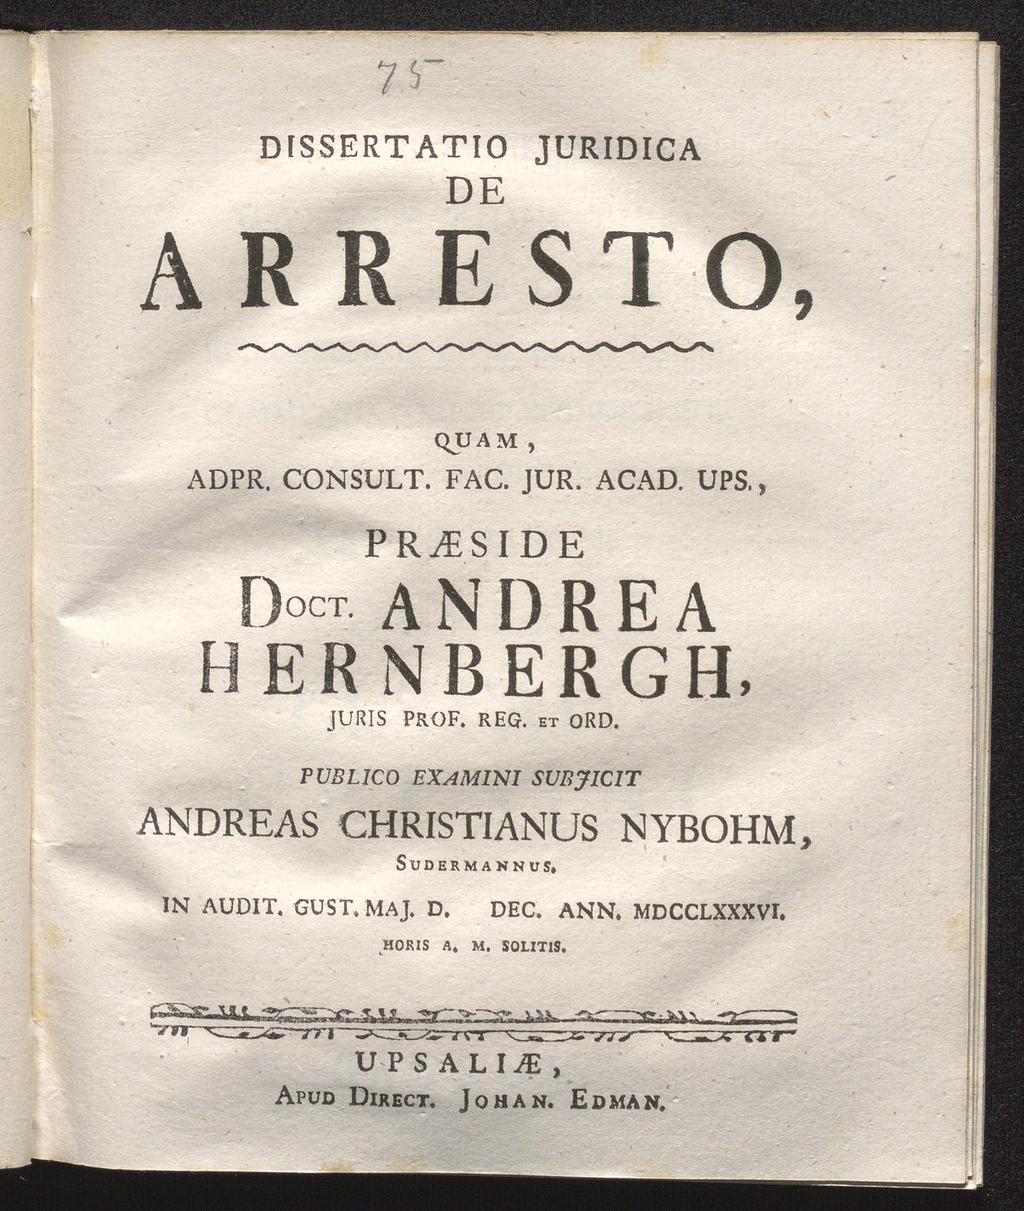 75
DISSERTATIO JURIDICA
DE
ARRESTO,
QUAM,
ADPR. CONSULT. FAC. JUR. ACAD. UPS.,
PRÆSIDE
DOCT. ANDREA
HERNBERGH,
JURIS PROF. REG. ET ORD.
PUBLICO EXAMINI SUBJICIT
ANDREAS CHRISTIANUS NYBOHM,
SUDERMANNUS.
IN AUDIT. GUST. MAJ. D. DEC. ANN. MDCCLXXXVI.
HORIS A. M. SOLITIS.
UPSALIÆ,
APUD DIRECT. JOHAN. EDMAN.